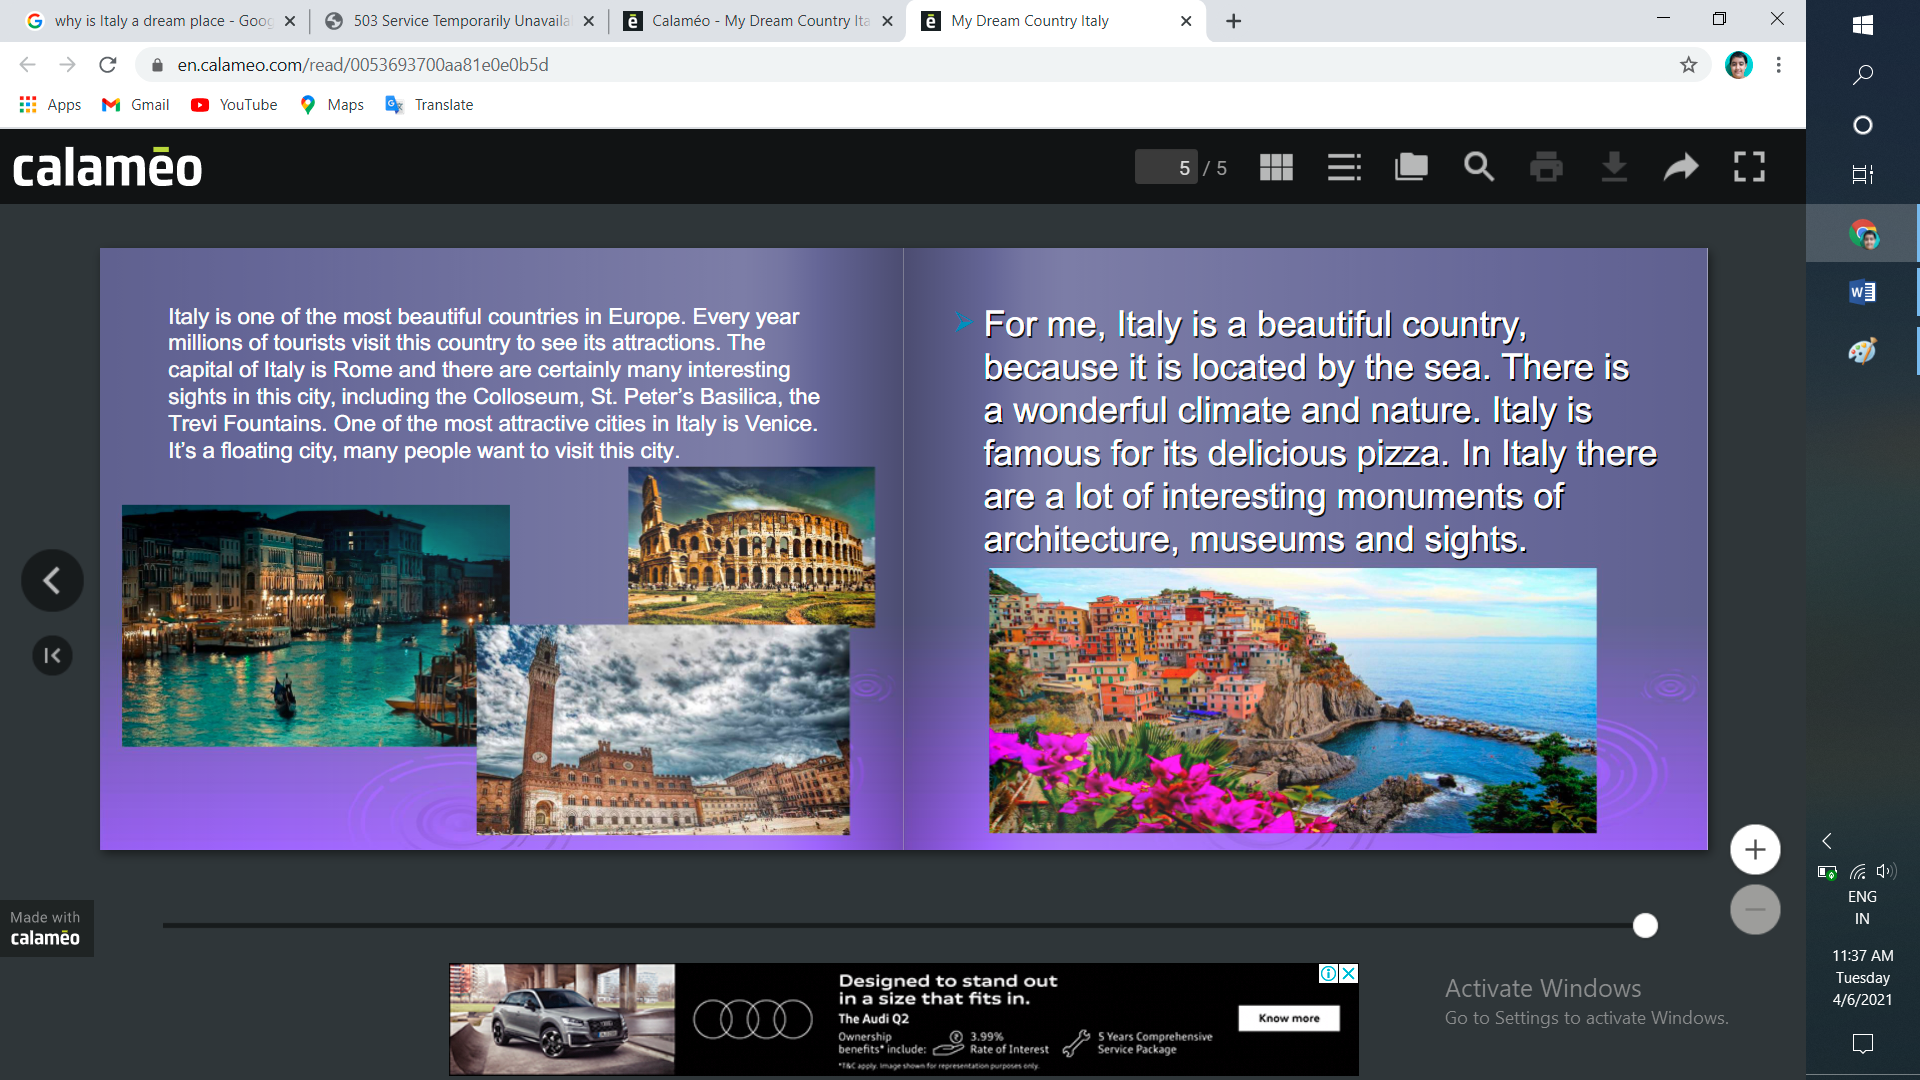 why is Italy a dream place - Goog
503 Service Temporarily Unavaila
Calaméo - My Dream Country Ita
My Dream Country Italy
en.calameo.com/read/0053693700aa81e0e0b5d
Apps
Gmail
YouTube
Maps
Translate
calamēo
5 / 5
Italy is one of the most beautiful countries in Europe. Every year
millions of tourists visit this country to see its attractions. The
capital of Italy is Rome and there are certainly many interesting
sights in this city, including the Colloseum, St. Peter's Basilica, the
Trevi Fountains. One of the most attractive cities in Italy is Venice.
It's a floating city, many people want to visit this city.
For me, Italy is a beautiful country,
because it is located by the sea. There is
a wonderful climate and nature. Italy is
famous for its delicious pizza. In Italy there
are a lot of interesting monuments of
architecture, museums and sights.
Made with
calamēo
Designed to stand out
in a size that fits in.
The Audi Q2
Ownership
benefits* include:
3.99%
Rate of Interest
5 Years Comprehensive
Service Package
*T&C apply. Image shown for representation purposes only.
Know more
Activate Windows
Go to Settings to activate Windows.
ENG
IN
11:37 AM
Tuesday
4/6/2021